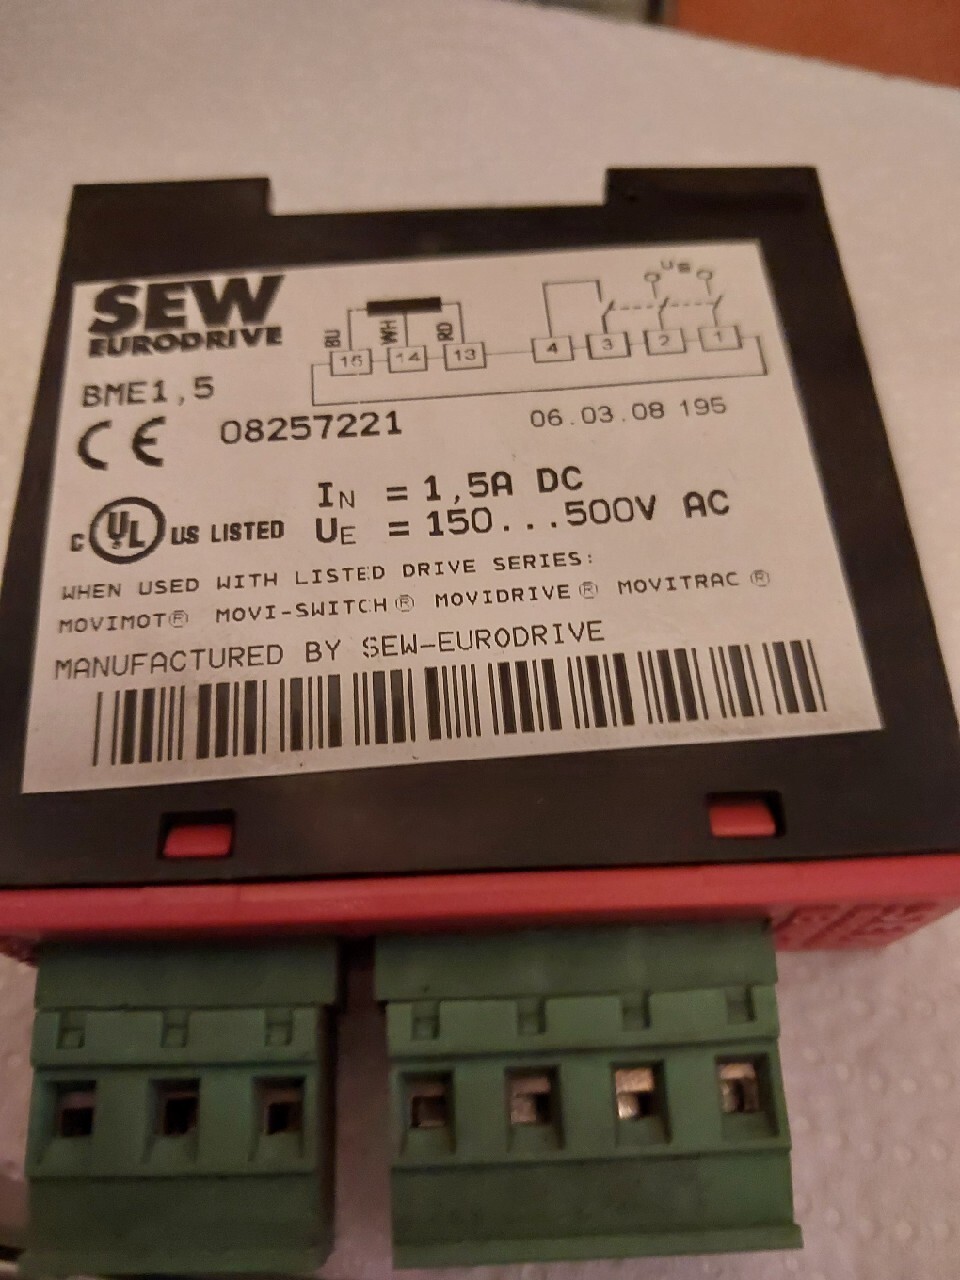 SEW
EURODRIVE
BU WH RD
15 14 13 4 3 2 1
BME1,5
08257221
06.03.08 195
CE
C UL US LISTED
IN = 1,5A DC
UE = 150...500V AC
WHEN USED WITH LISTED DRIVE SERIES:
MOVIMOT® MOVI-SWITCH® MOVIDRIVE® MOVITRAC®
MANUFACTURED BY SEW-EURODRIVE